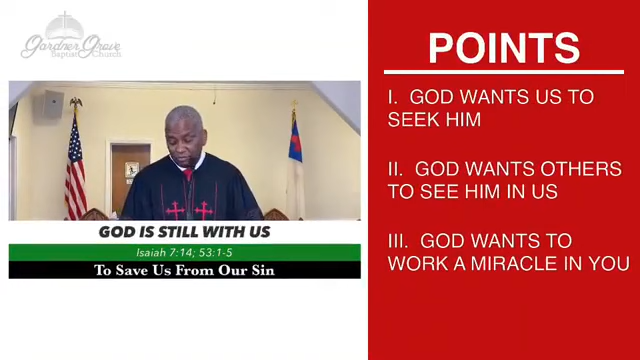 Gardner Grove
Baptist Church
GOD IS STILL WITH US
Isaiah 7:14; 53:1-5
To Save Us From Our Sin
POINTS
I. GOD WANTS US TO
SEEK HIM
II. GOD WANTS OTHERS
TO SEE HIM IN US
III. GOD WANTS TO
WORK A MIRACLE IN YOU